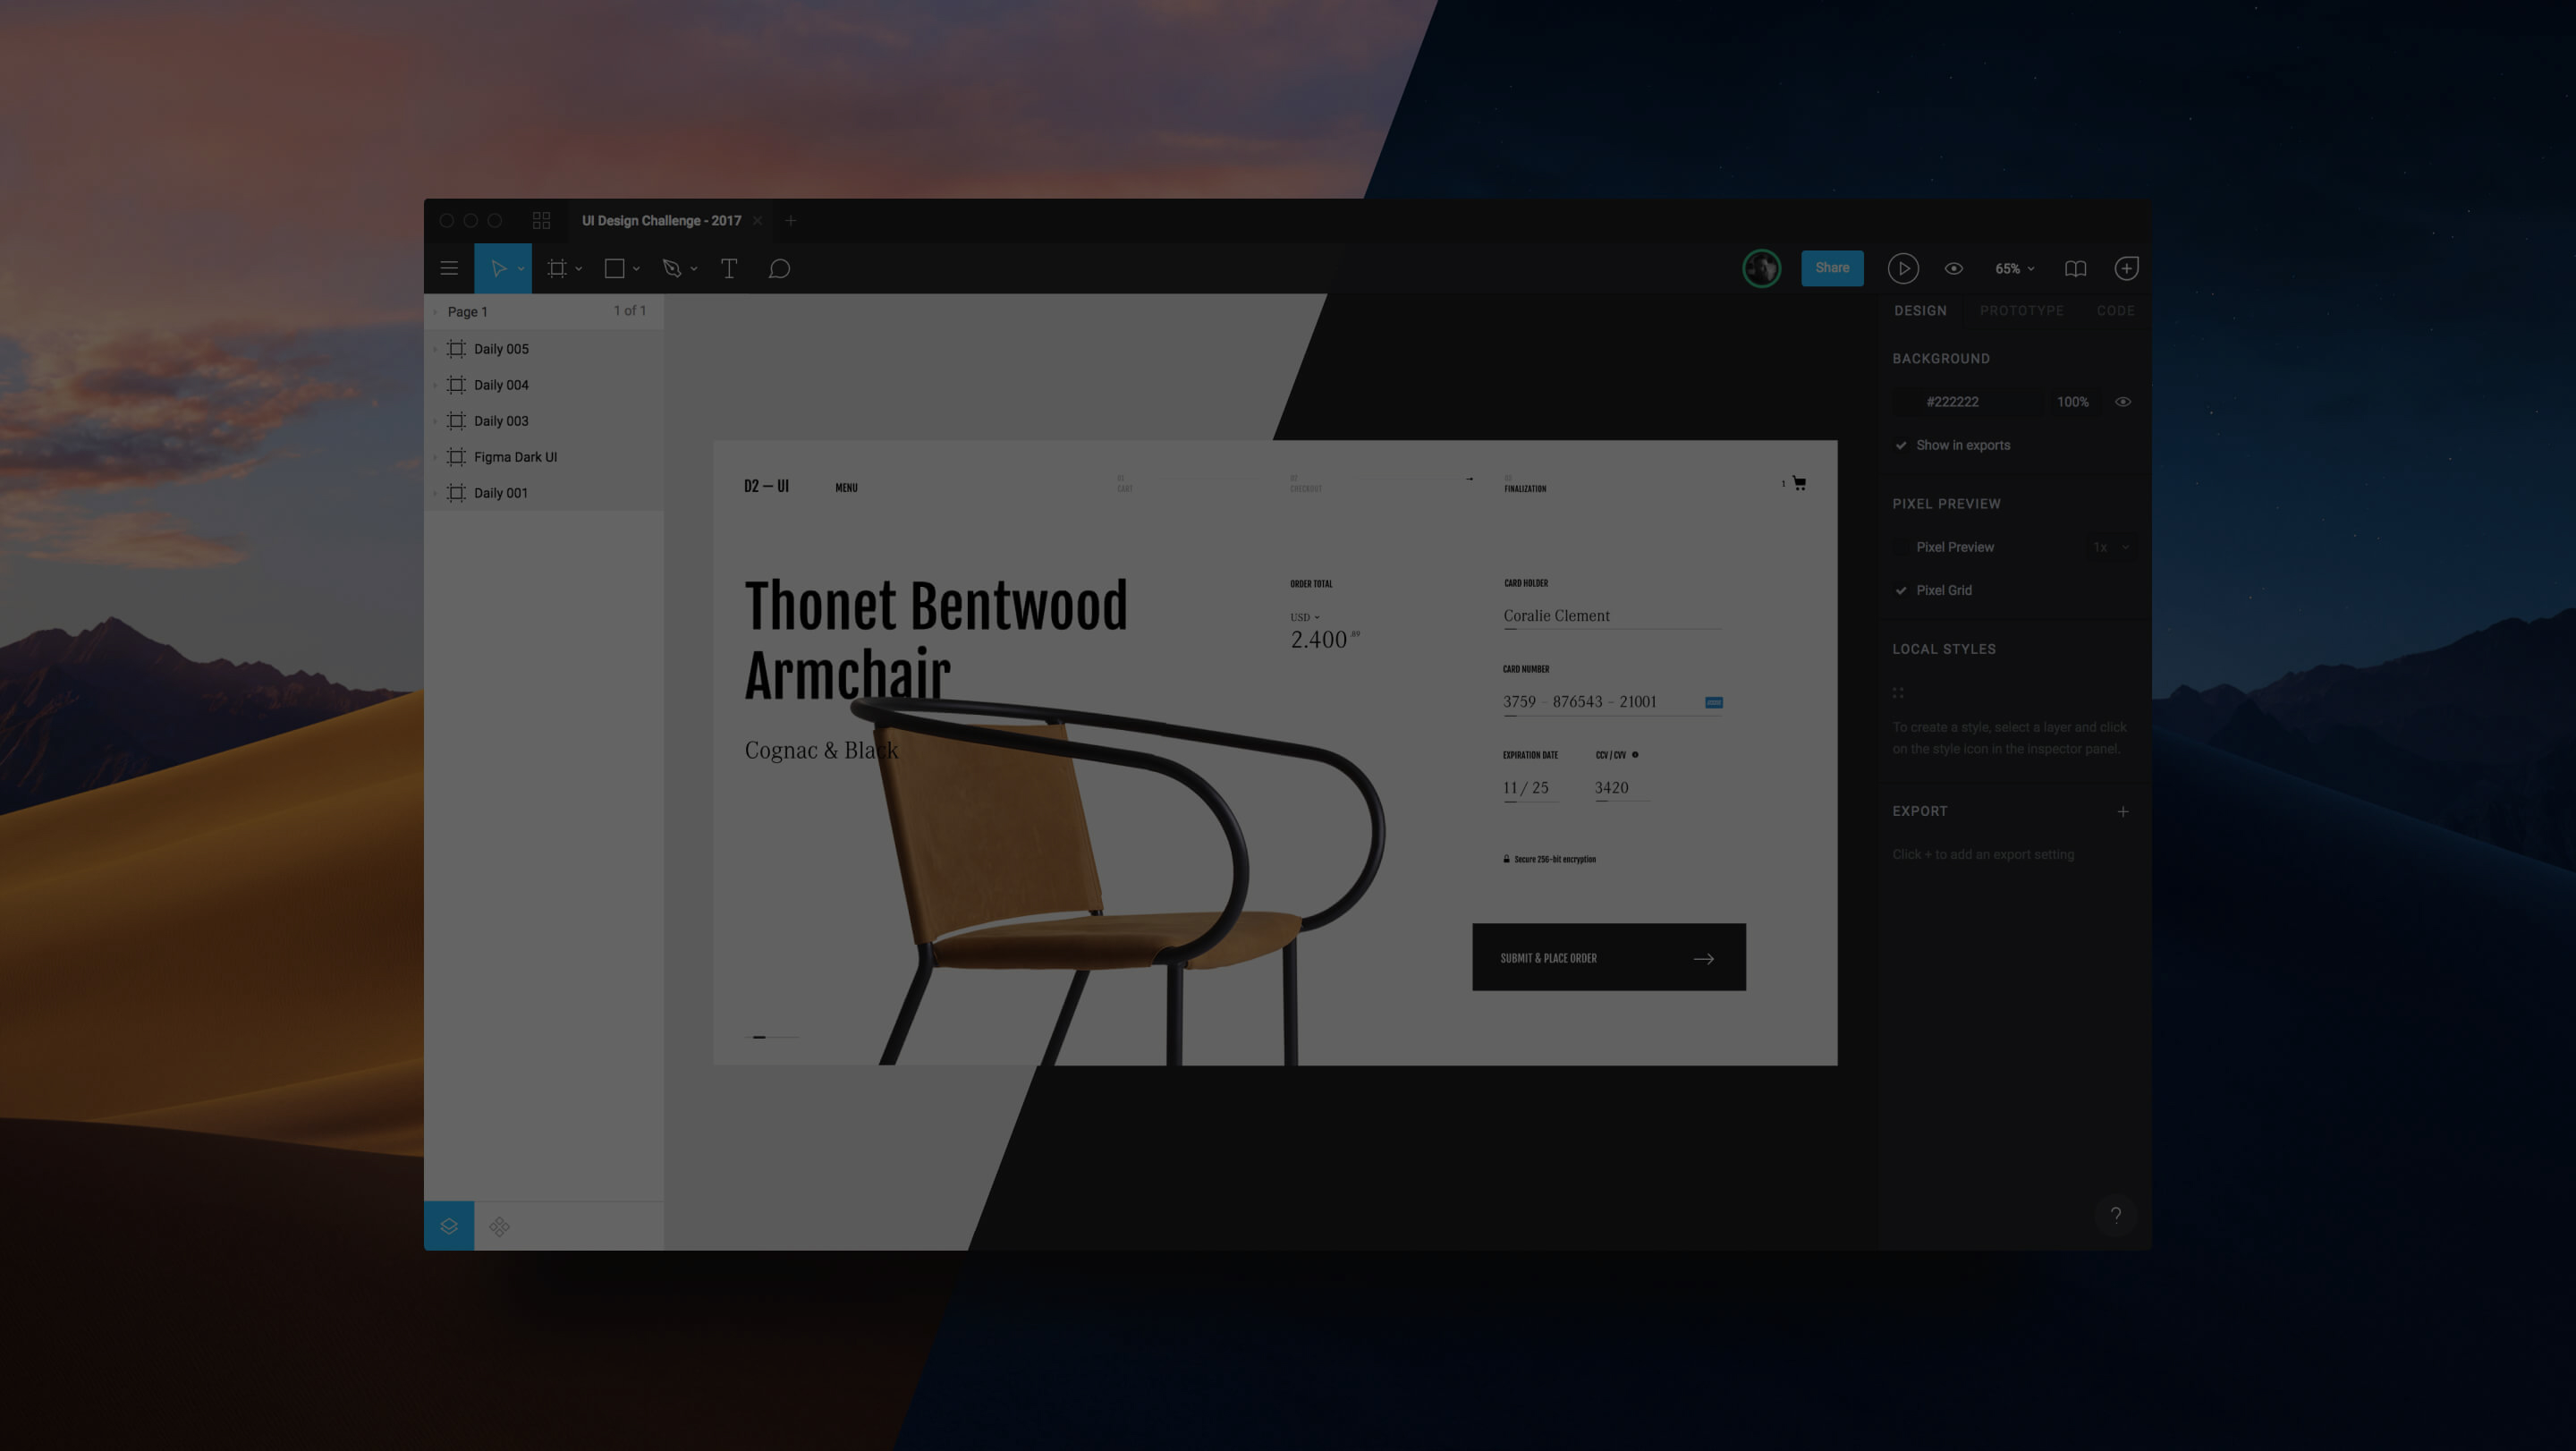 UI Design Challenge - 2017
Share
65%
Page 1
1 of 1
Daily 005
Daily 004
Daily 003
Figma Dark UI
Daily 001
D2 — UI
MENU
01
CART
02
CHECKOUT
03
FINALIZATION
1
Thonet Bentwood
Armchair
Cognac & Black
ORDER TOTAL
USD
2.400 .89
CARD HOLDER
Coralie Clement
CARD NUMBER
3759 - 876543 - 21001
EXPIRATION DATE
CCV / CVV
11 / 25
3420
Secure 256-bit encryption
SUBMIT & PLACE ORDER
DESIGN
PROTOTYPE
CODE
BACKGROUND
#222222
100%
Show in exports
PIXEL PREVIEW
Pixel Preview
1x
Pixel Grid
LOCAL STYLES
To create a style, select a layer and click
on the style icon in the inspector panel.
EXPORT
Click + to add an export setting
?